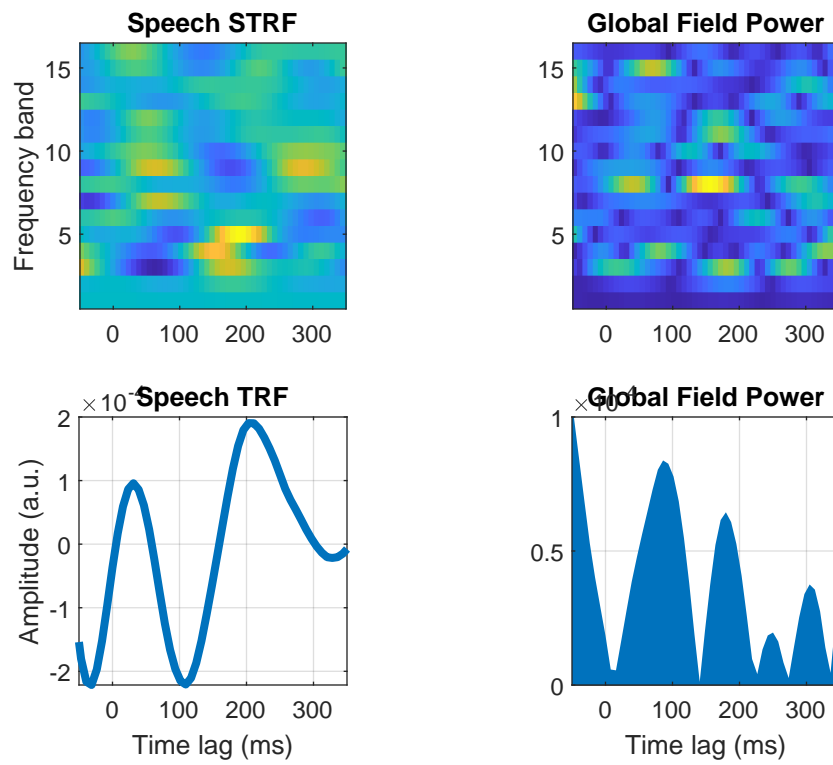 Speech STRF
Frequency band
15
10
5
0 100 200 300
Global Field Power
15
10
5
0 100 200 300
Speech TRF
×10^-4
Amplitude (a.u.)
2
1
0
-1
-2
0 100 200 300
Time lag (ms)
Global Field Power
1
0.5
0
0 100 200 300
Time lag (ms)